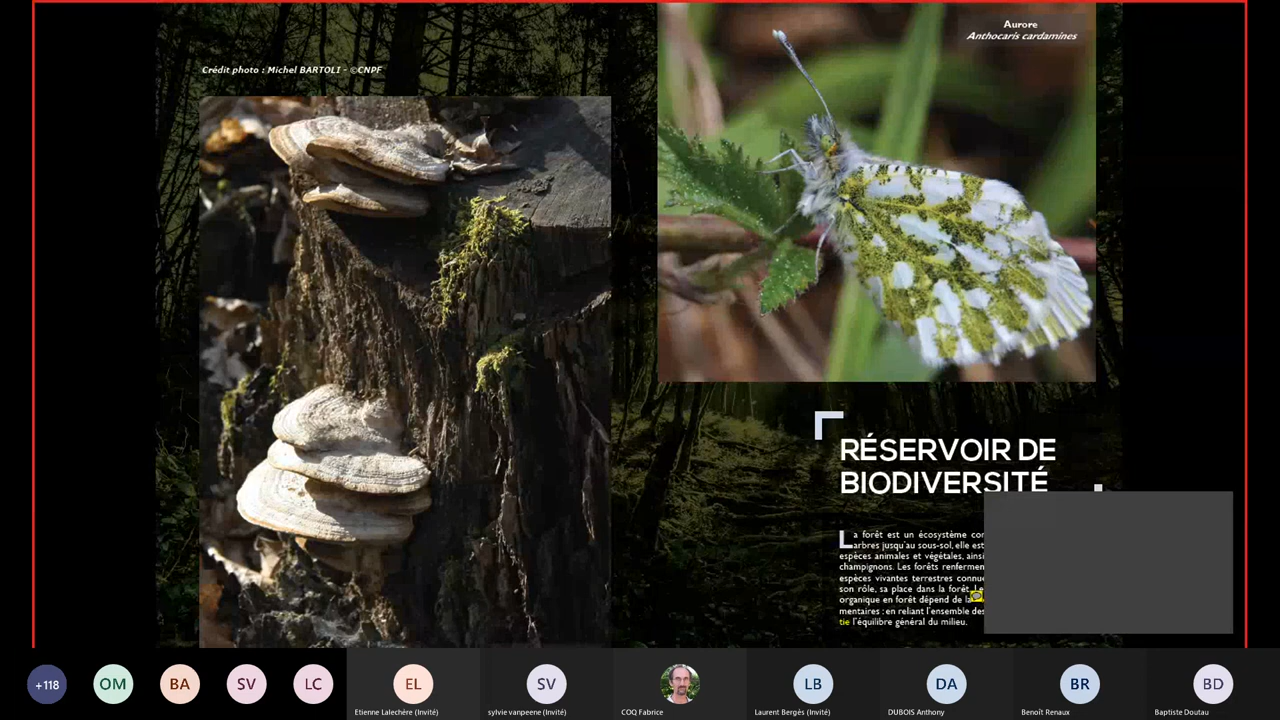 Aurore
Anthocaris cardamines
Crédit photo : Michel BARTOLI - ©CNPF
RÉSERVOIR DE
BIODIVERSITÉ
La forêt est un écosystème
arbres jusqu'au sous-sol, elle est
espèces animales et végétales,
champignons. Les forêts
espèces vivantes terrestres
son rôle, sa place dans la forêt.
organique en forêt dépend de
mentaires : en reliant l'ensemble
tie l'équilibre général du milieu.
+118
OM
BA
SV
LC
EL
SV
LB
DA
BR
BD
Etienne Lalechère (Invité)
sylvie vanpeene (Invité)
COQ Fabrice
Laurent Bergès (Invité)
DUBOIS Anthony
Benoît Renaux
Baptiste Doutau